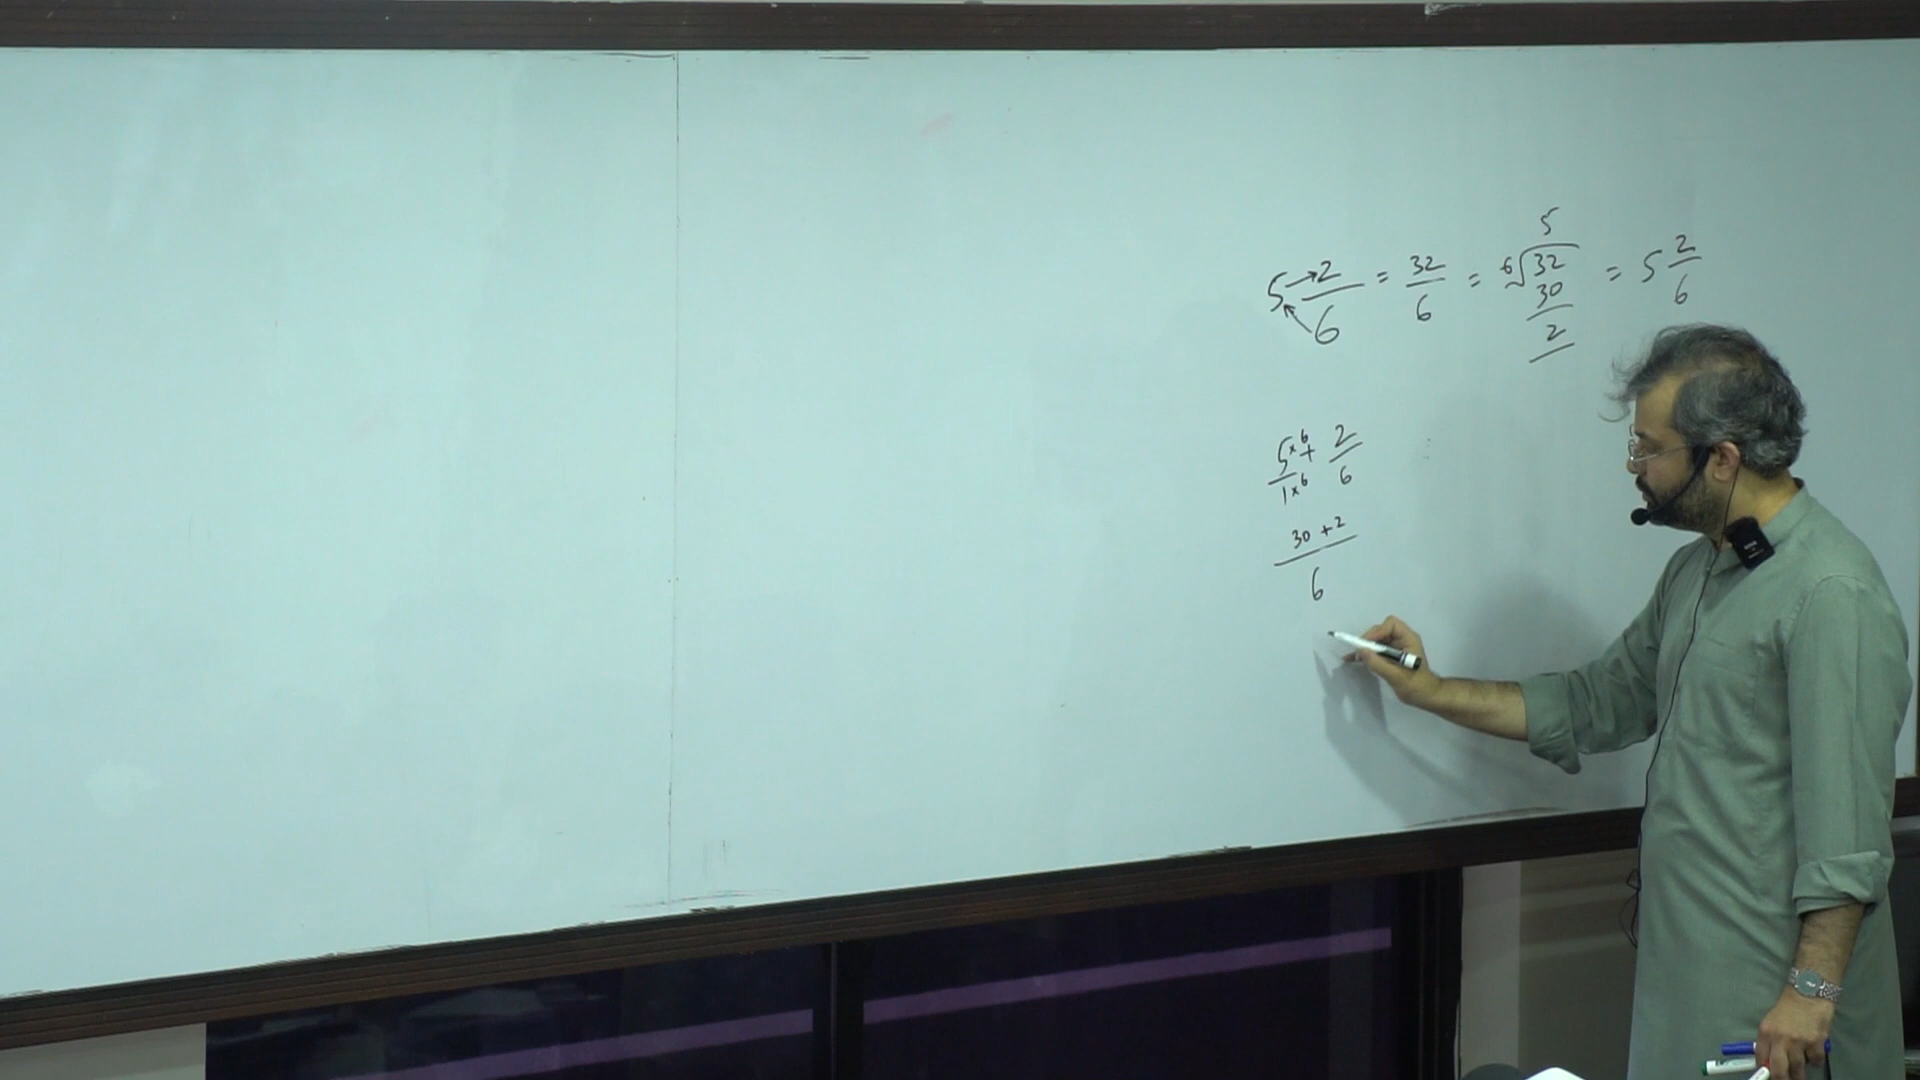 5 2/6 = 32/6 = 6√32 = 5 2/6
5
30
2
5×6/1×6 + 2/6
30+2/6